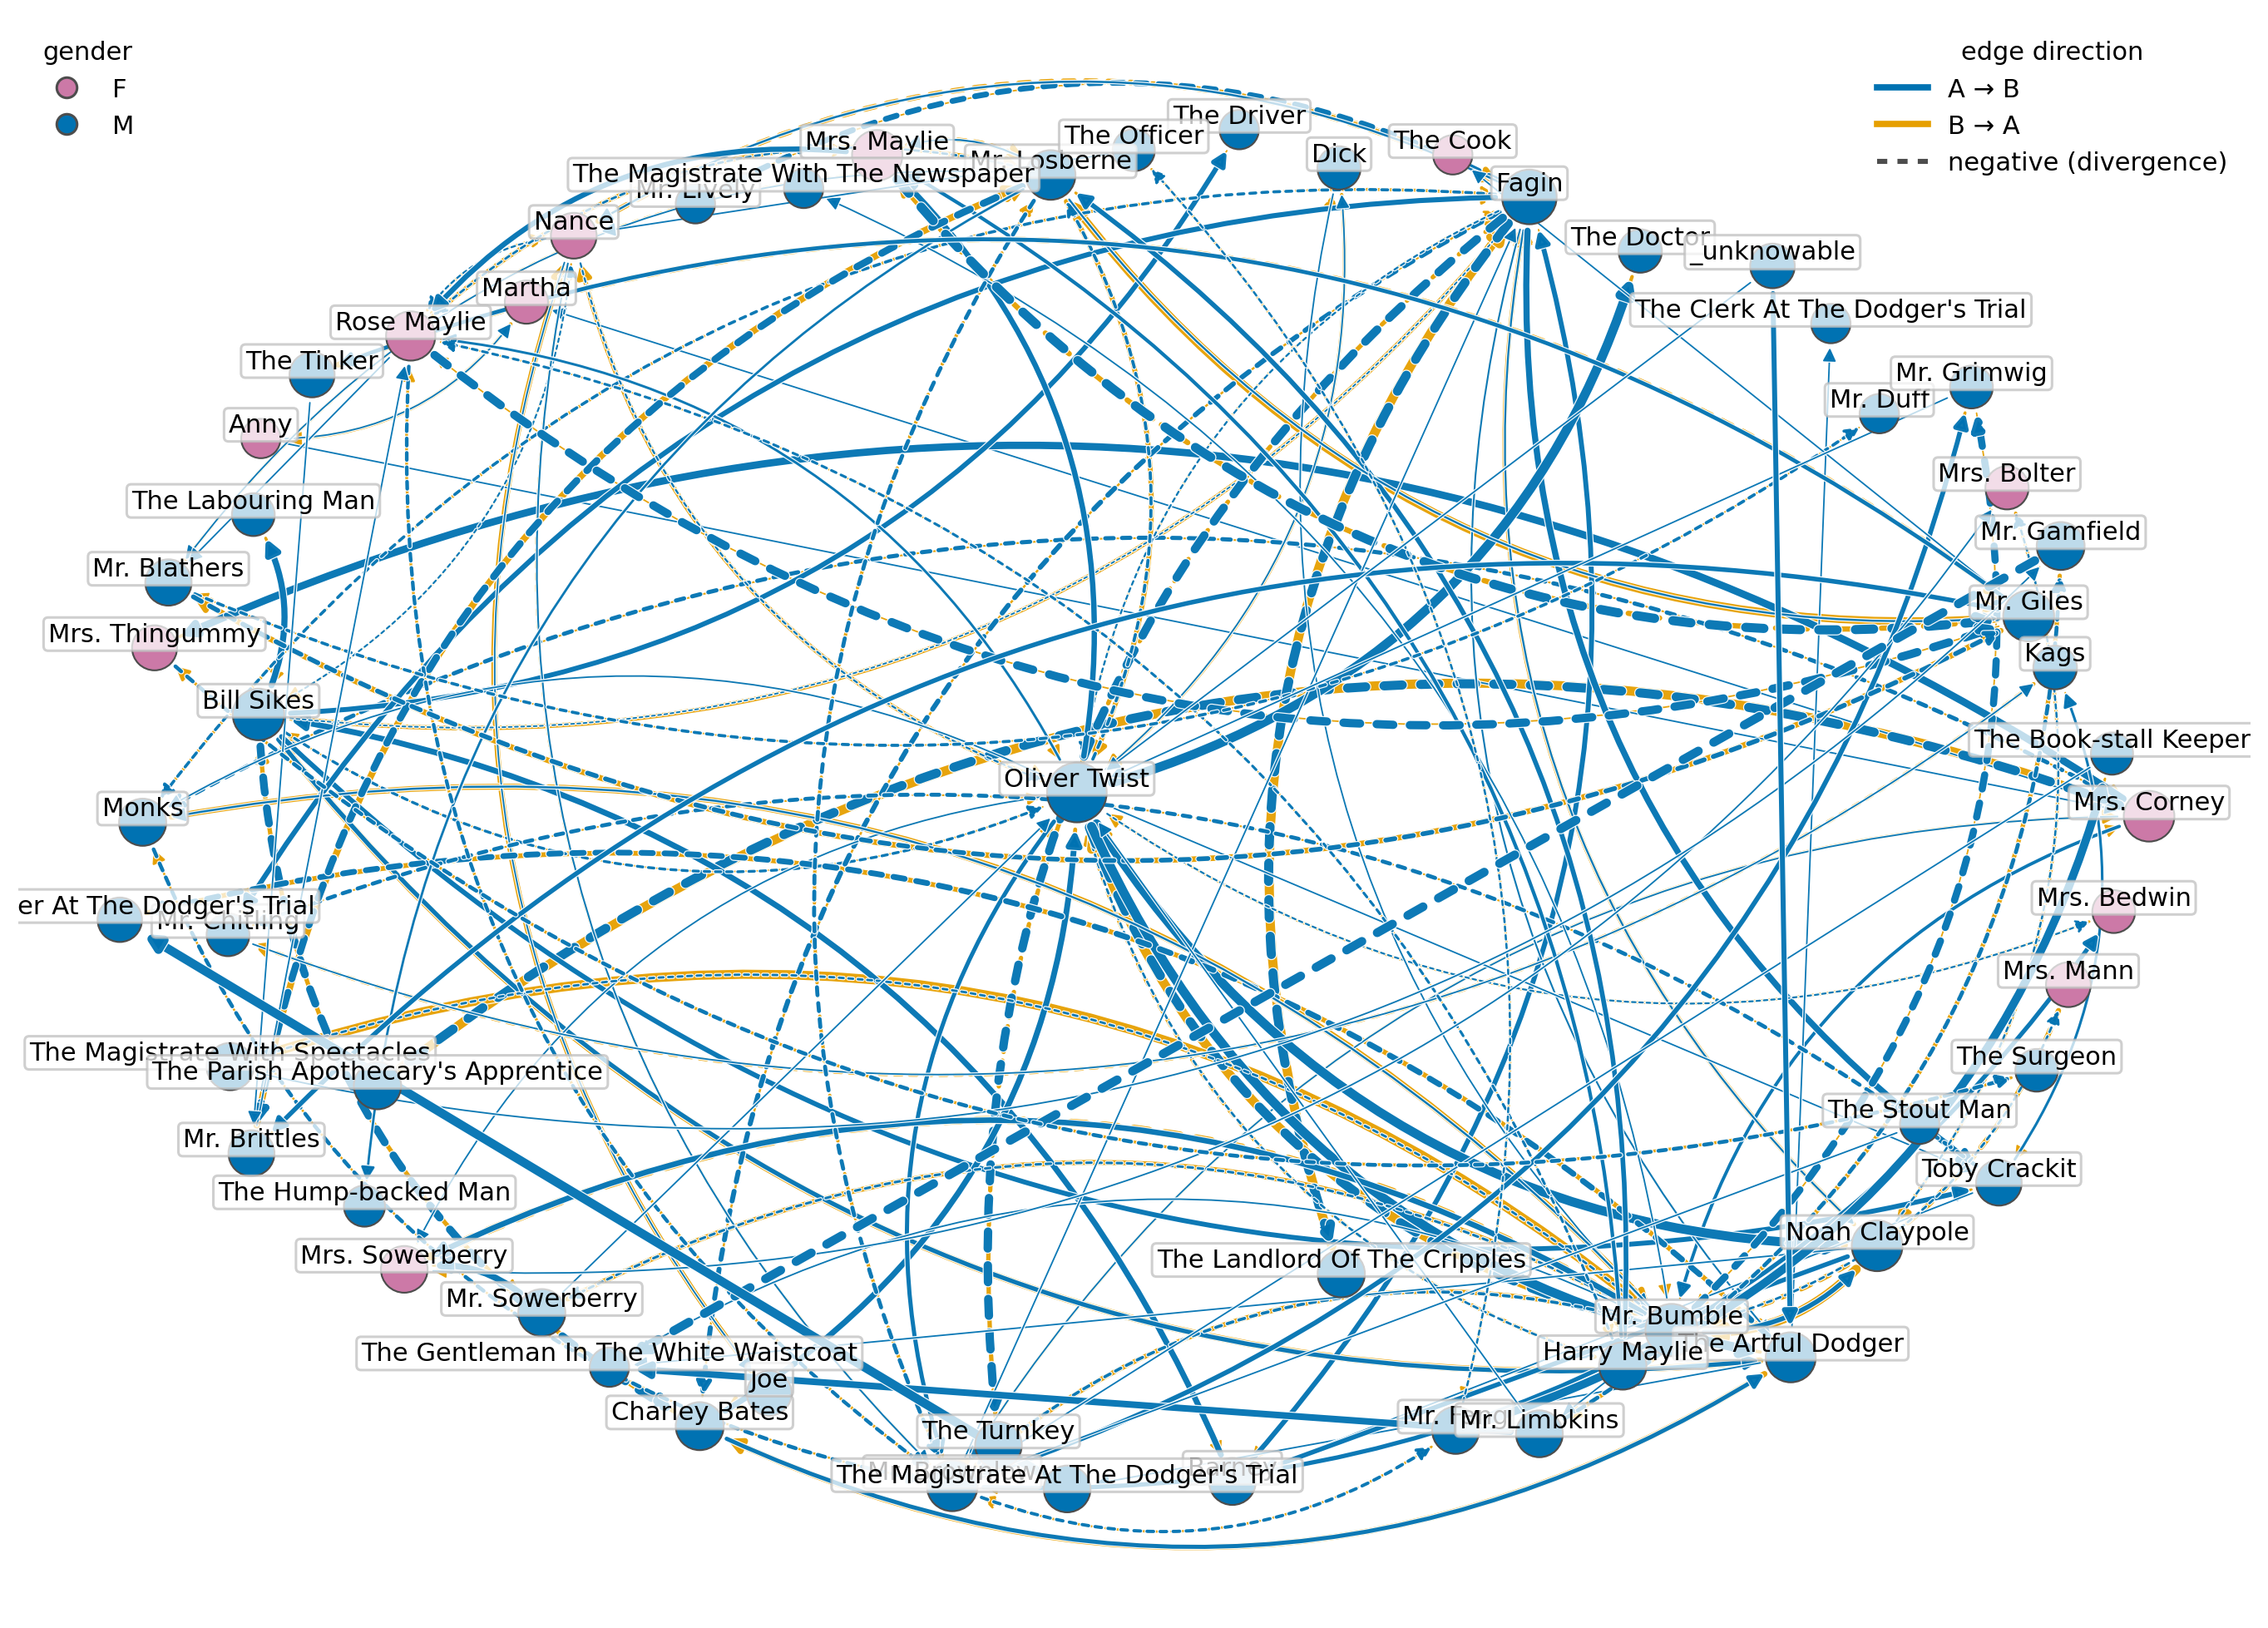 gender
F
M
edge direction
A → B
B → A
negative (divergence)
The Driver
The Officer
Mrs. Maylie
The Cook
Dick
Mr. Losberne
The Magistrate With The Newspaper
Fagin
Mr. Lively
Nance
The Doctor
_unknowable
Martha
The Clerk At The Dodger's Trial
Rose Maylie
The Tinker
Mr. Grimwig
Mr. Duff
Anny
Mrs. Bolter
The Labouring Man
Mr. Gamfield
Mr. Blathers
Mr. Giles
Mrs. Thingummy
Kags
Bill Sikes
The Book-stall Keeper
Oliver Twist
Mrs. Corney
Monks
Mrs. Bedwin
er At The Dodger's Trial
Mr. Chitling
Mrs. Mann
The Magistrate With Spectacles
The Surgeon
The Parish Apothecary's Apprentice
The Stout Man
Mr. Brittles
Toby Crackit
The Hump-backed Man
Noah Claypole
Mrs. Sowerberry
The Landlord Of The Cripples
Mr. Sowerberry
Mr. Bumble
e Artful Dodger
The Gentleman In The White Waistcoat
Harry Maylie
Joe
Charley Bates
Mr. Limbkins
The Turnkey
Barney
The Magistrate At The Dodger's Trial